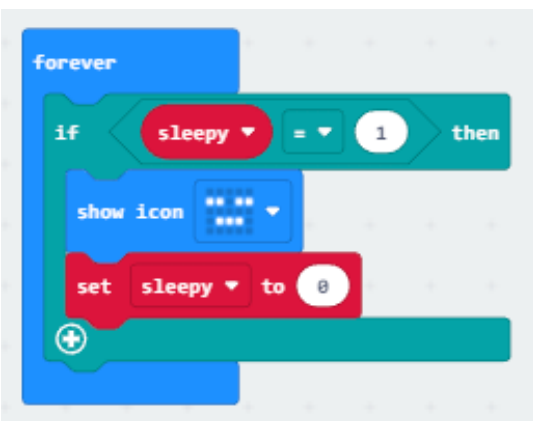 forever
if sleepy = 1 then
show icon
set sleepy to 0